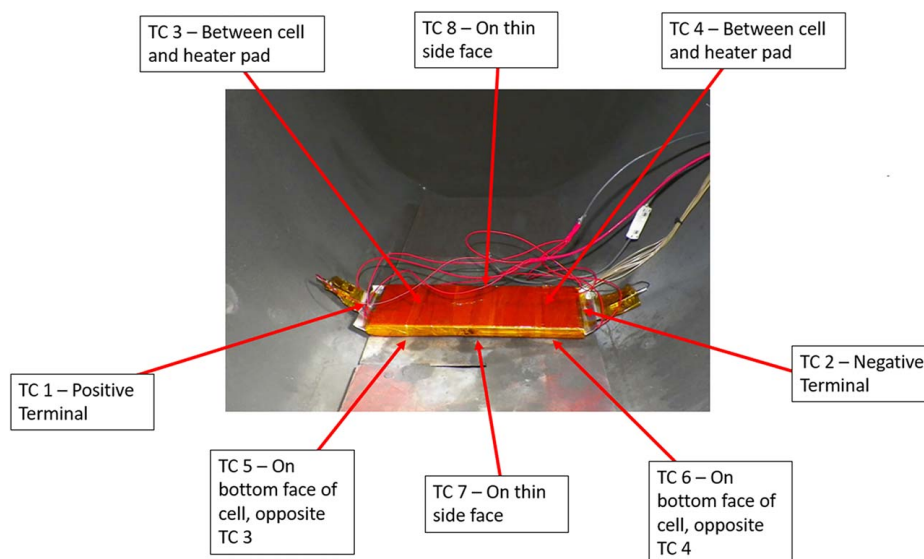 TC 3 – Between cell
and heater pad
TC 8 – On thin
side face
TC 4 – Between cell
and heater pad
TC 1 – Positive
Terminal
TC 2 – Negative
Terminal
TC 5 – On
bottom face of
cell, opposite
TC 3
TC 7 – On thin
side face
TC 6 – On
bottom face of
cell, opposite
TC 4